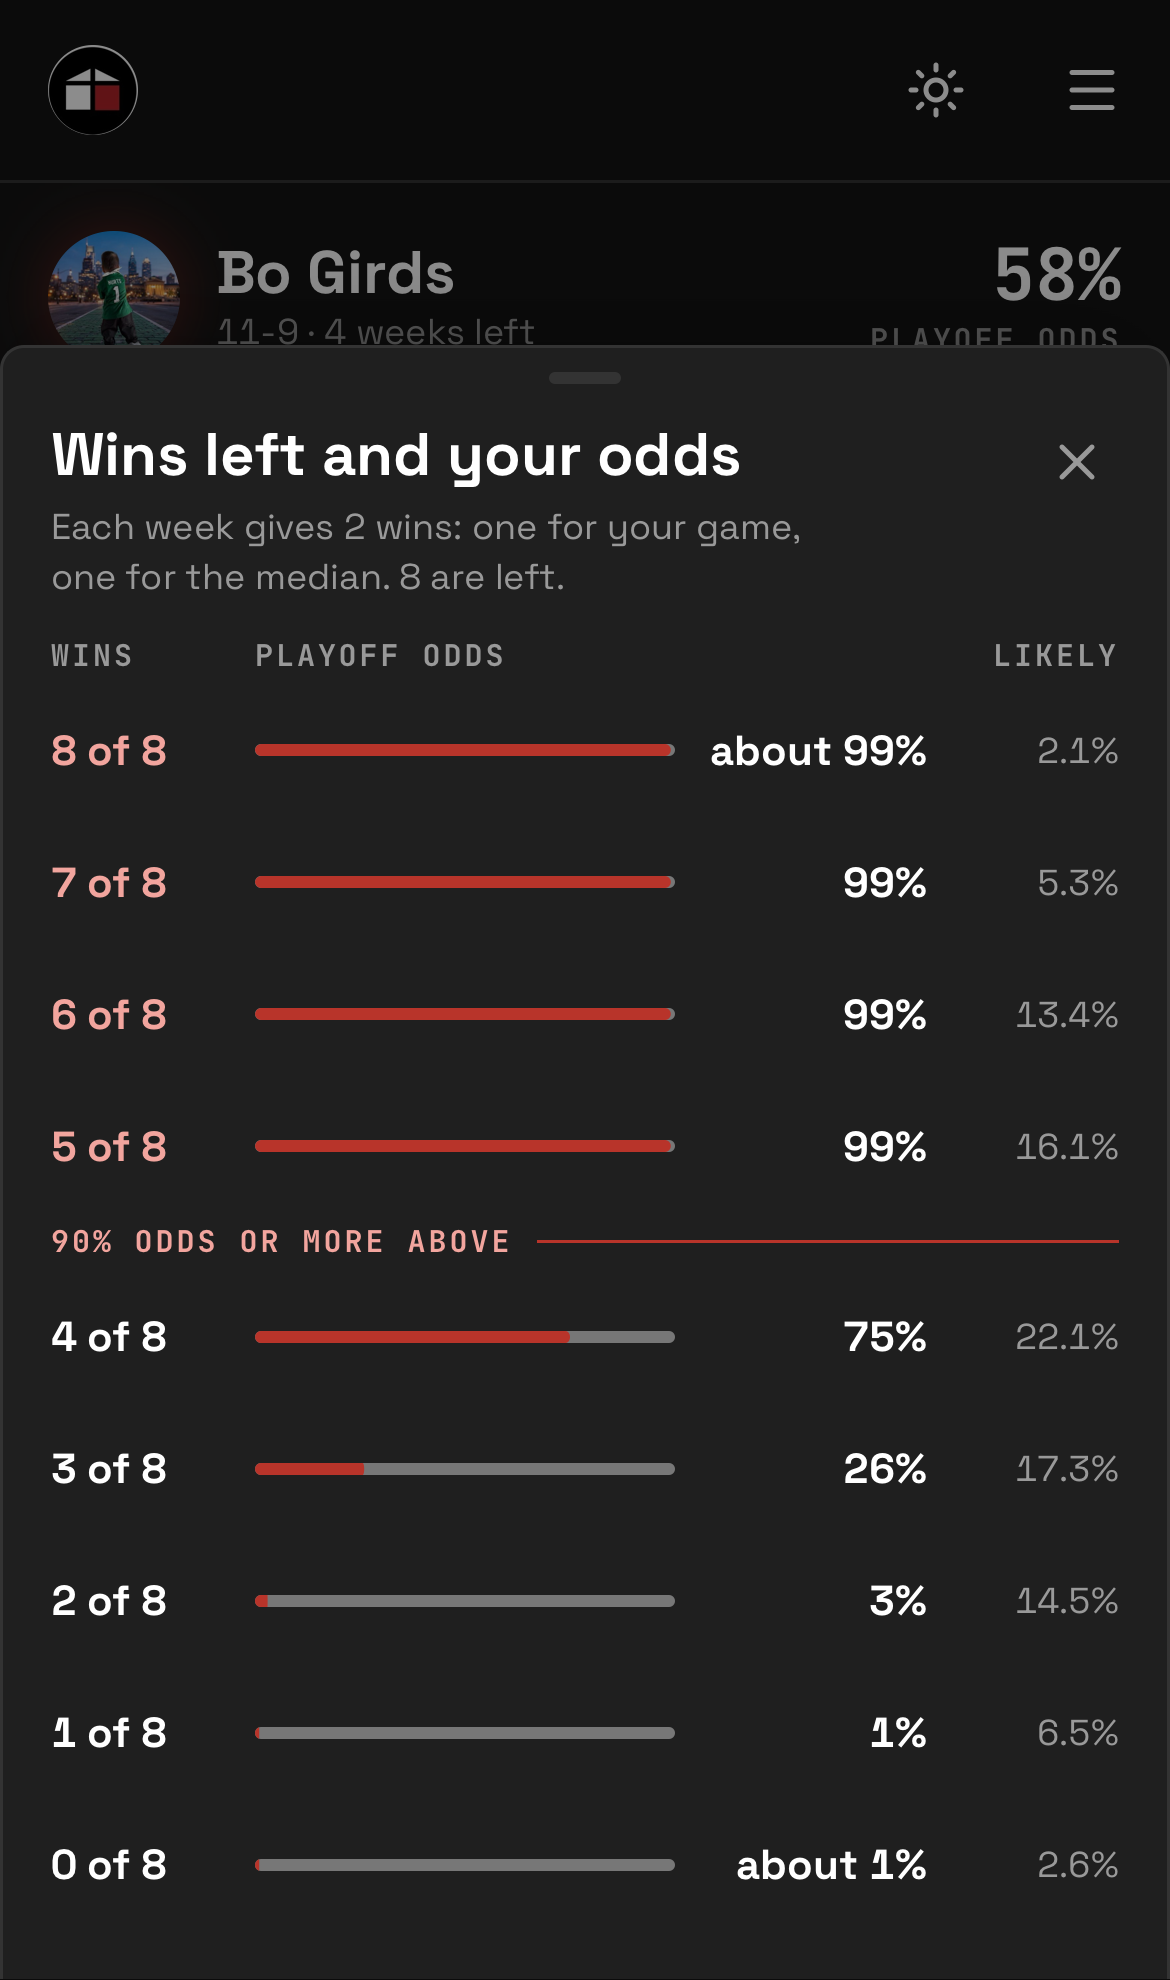 Bo Girds
58%
11-9 · 4 weeks left
PLAYOFF ODDS
Wins left and your odds
Each week gives 2 wins: one for your game,
one for the median. 8 are left.
WINS PLAYOFF ODDS LIKELY
8 of 8 about 99% 2.1%
7 of 8 99% 5.3%
6 of 8 99% 13.4%
5 of 8 99% 16.1%
90% ODDS OR MORE ABOVE
4 of 8 75% 22.1%
3 of 8 26% 17.3%
2 of 8 3% 14.5%
1 of 8 1% 6.5%
0 of 8 about 1% 2.6%